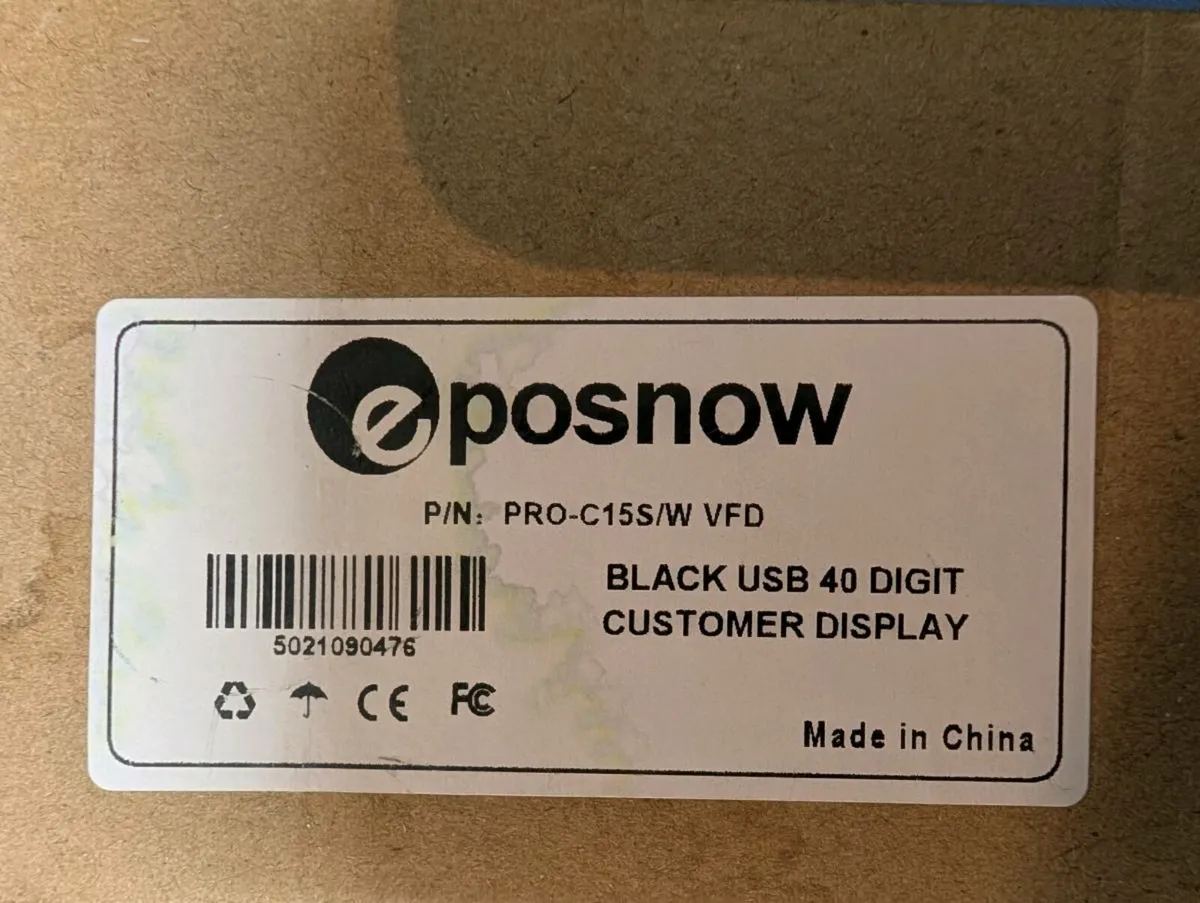 eposnow
P/N: PRO-C15S/W VFD
BLACK USB 40 DIGIT
CUSTOMER DISPLAY
5021090476
CE FC
Made in China